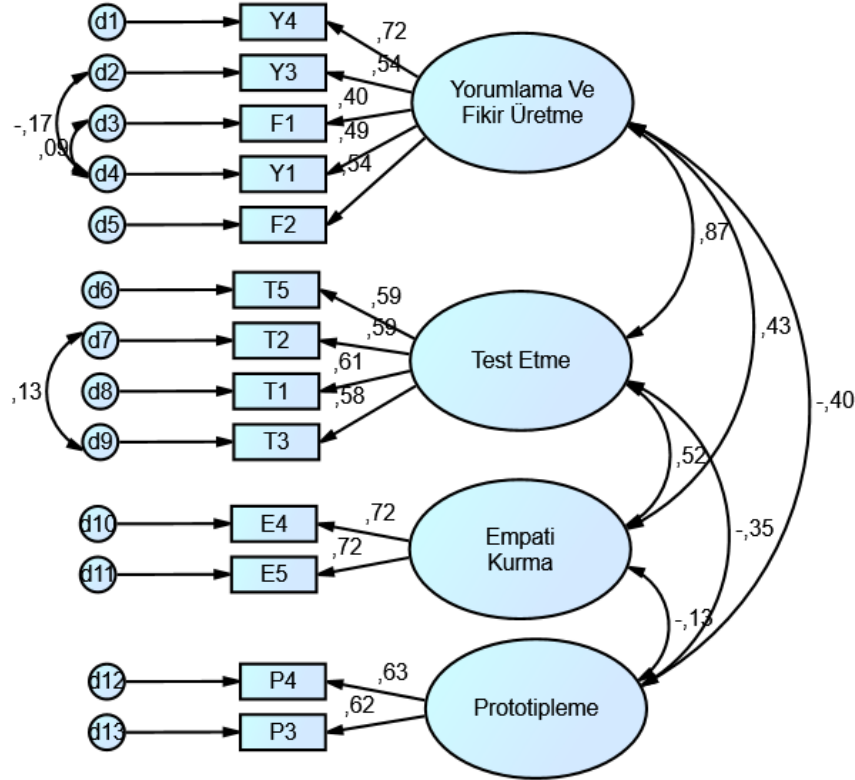 d1 Y4 ,72
d2 Y3 ,54
d3 F1 ,40
-,17 ,09 d4 Y1 ,49
d5 F2 ,54
Yorumlama Ve
Fikir Üretme
,87
,43
-,40
d6 T5 ,59
d7 T2 ,59
,13 d8 T1 ,61
d9 T3 ,58
Test Etme
,52
-,35
d10 E4 ,72
d11 E5 ,72
Empati
Kurma
-,13
d12 P4 ,63
d13 P3 ,62
Prototipleme